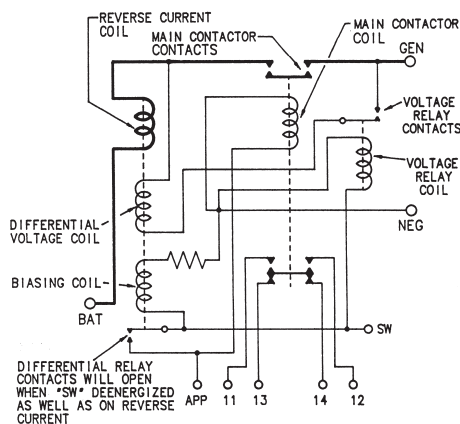 REVERSE CURRENT
COIL
MAIN CONTACTOR
CONTACTS
MAIN CONTACTOR
COIL
GEN
VOLTAGE
RELAY
CONTACTS
VOLTAGE
RELAY
COIL
NEG
DIFFERENTIAL
VOLTAGE COIL
BIASING COIL
BAT
SW
DIFFERENTIAL RELAY
CONTACTS WILL OPEN
WHEN "SW" DEENERGIZED
AS WELL AS ON REVERSE
CURRENT
APP
11
13
14
12